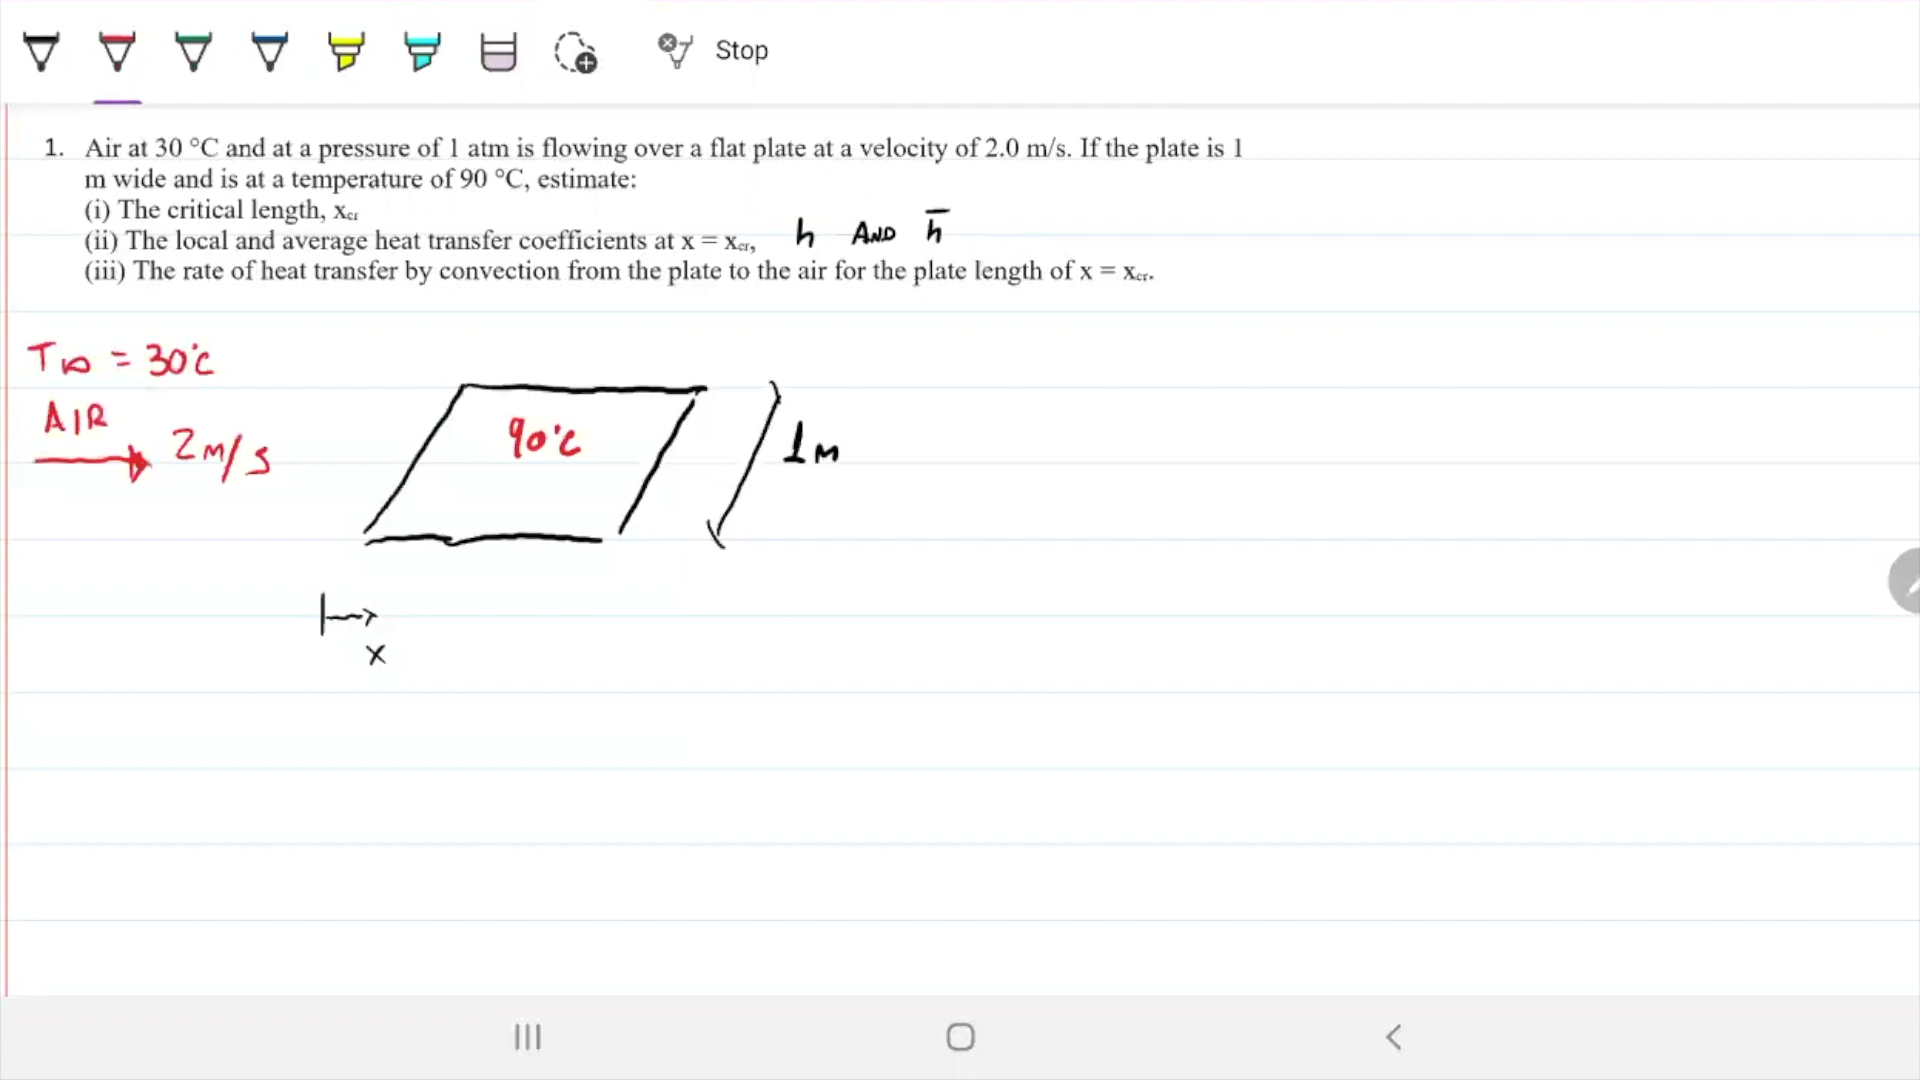 Stop
1. Air at 30 °C and at a pressure of 1 atm is flowing over a flat plate at a velocity of 2.0 m/s. If the plate is 1
m wide and is at a temperature of 90 °C, estimate:
(i) The critical length, xcr
(ii) The local and average heat transfer coefficients at x = xcr, h AND h̅
(iii) The rate of heat transfer by convection from the plate to the air for the plate length of x = xcr.
T∞ = 30°C
AIR
2 m/s
90°C
1 m
x